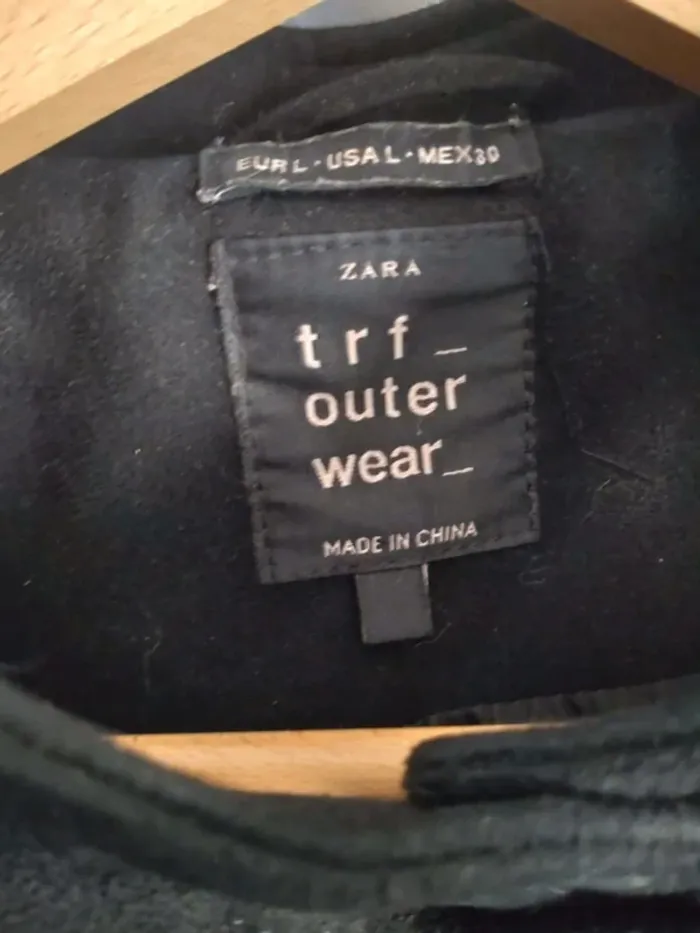 EUR L · USA L · MEX 30
ZARA
trf_
outer
wear_
MADE IN CHINA